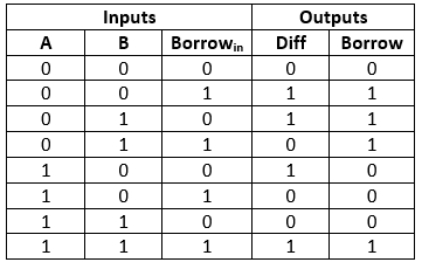 Inputs Outputs
A B Borrowin Diff Borrow
0 0 0 0 0
0 0 1 1 1
0 1 0 1 1
0 1 1 0 1
1 0 0 1 0
1 0 1 0 0
1 1 0 0 0
1 1 1 1 1